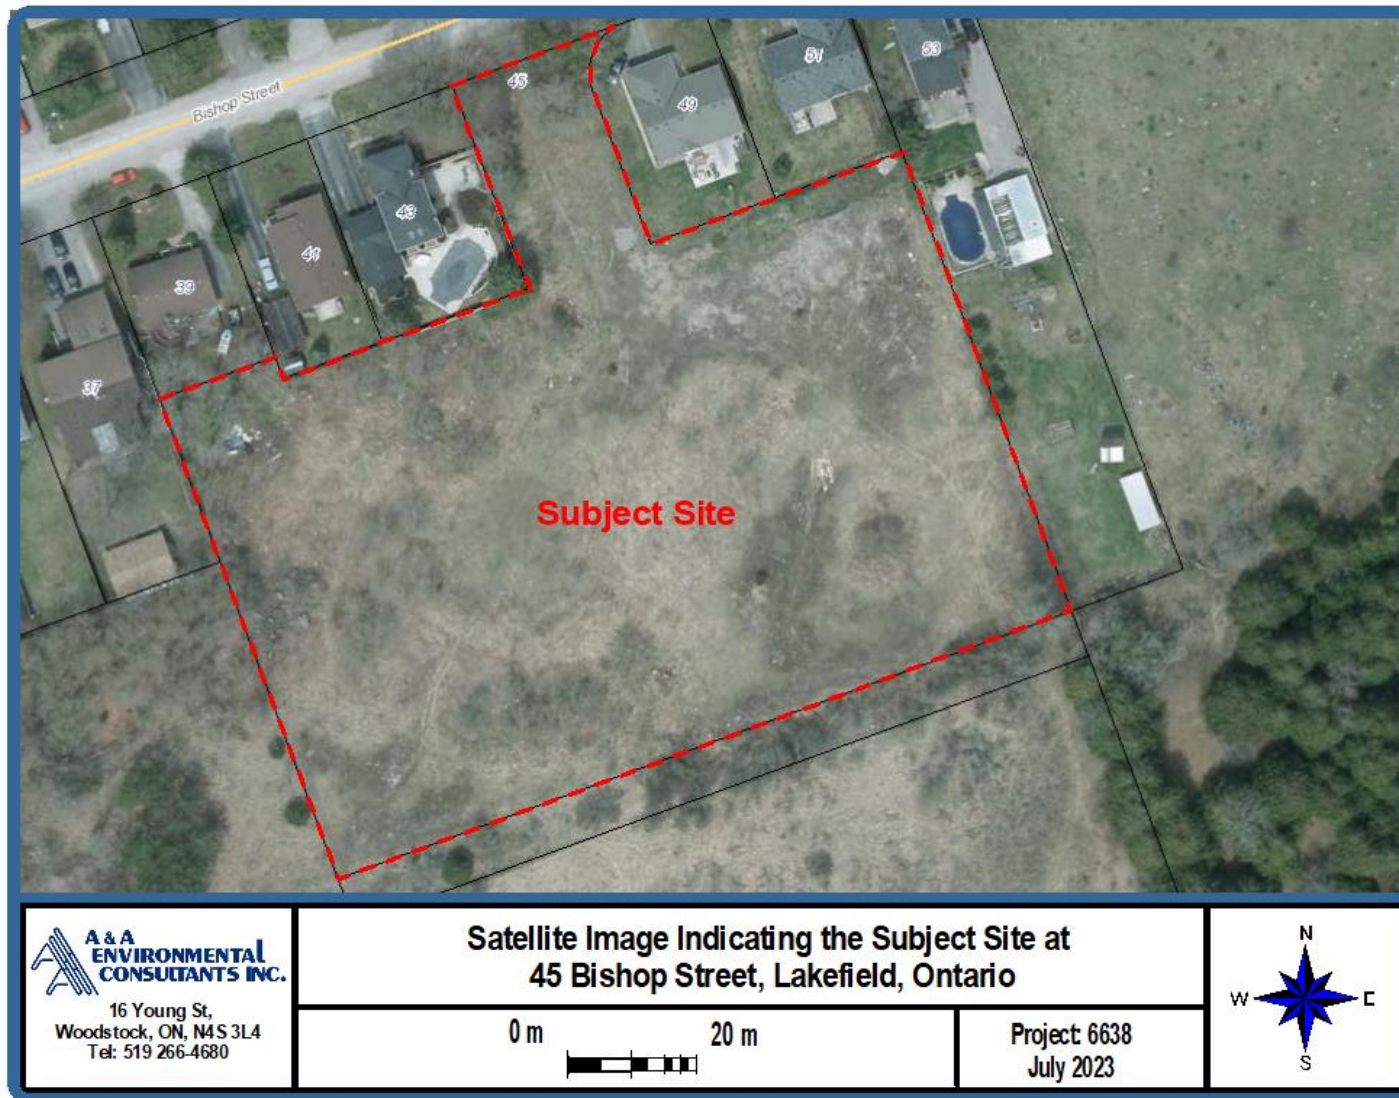 Bishop Street
45
49
51
53
43
41
39
37
Subject Site
A & A
ENVIRONMENTAL
CONSULTANTS INC.
16 Young St,
Woodstock, ON, N4S 3L4
Tel: 519 266-4680
Satellite Image Indicating the Subject Site at
45 Bishop Street, Lakefield, Ontario
0 m 20 m
Project: 6638
July 2023
N
W E
S